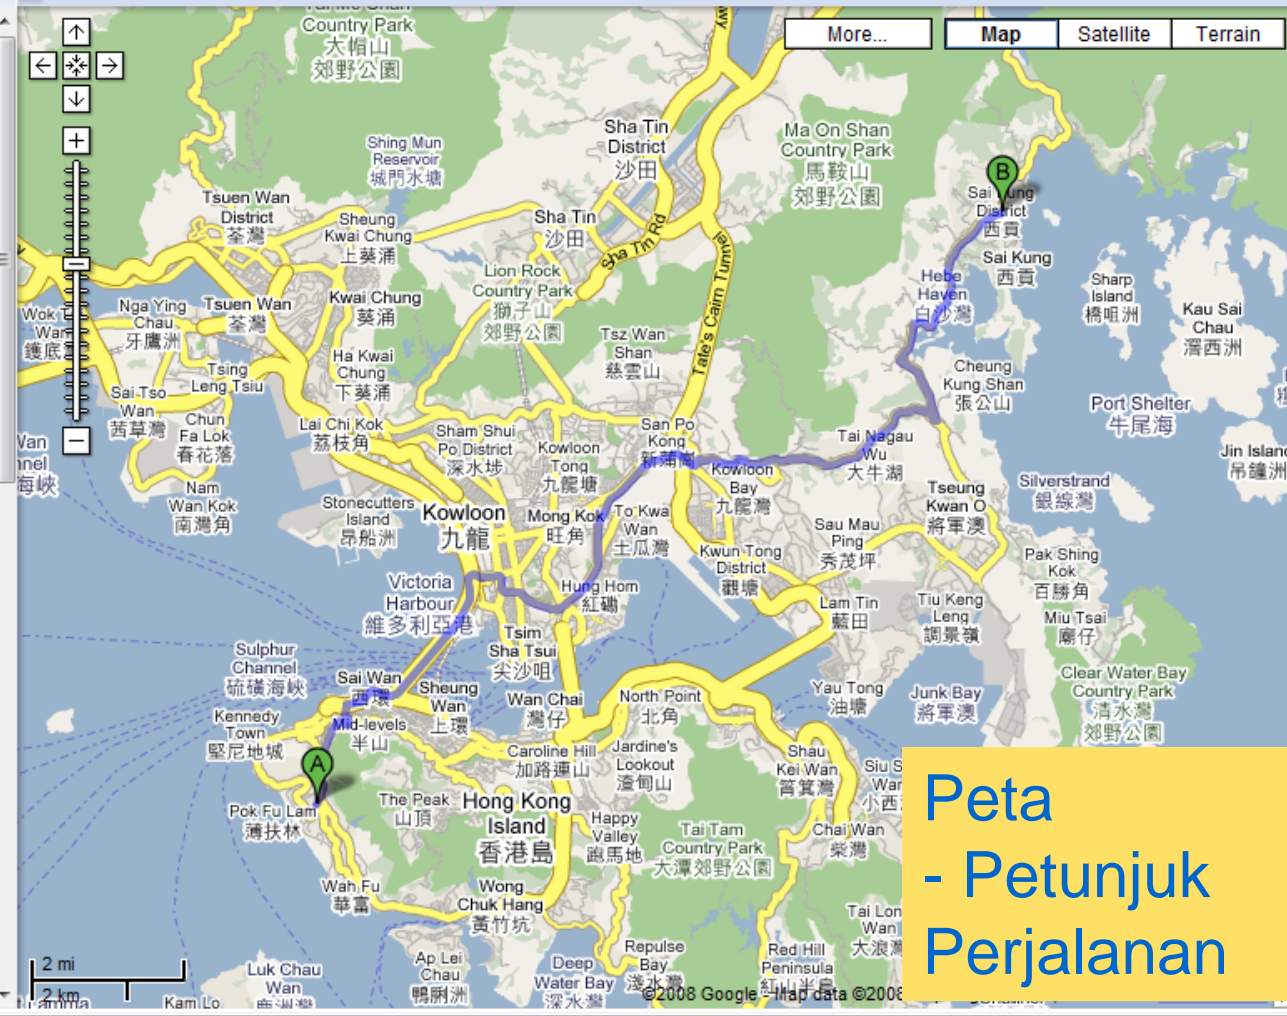 Tai Mo Shan
Country Park
大帽山
郊野公園
More...
Map
Satellite
Terrain
Shing Mun
Reservoir
城門水塘
Sha Tin
District
沙田
Ma On Shan
Country Park
馬鞍山
郊野公園
B
Sai Kung
District
西貢
Tsuen Wan
District
荃灣
Sheung
Kwai Chung
上葵涌
Sha Tin
沙田
Sha Tin Rd
Tate's Cairn Tunnel
Sai Kung
西貢
Hebe
Haven
白沙灣
Sharp
Island
橋咀洲
Kau Sai
Chau
滘西洲
Lion Rock
Country Park
獅子山
郊野公園
Nga Ying
Chau
牙鷹洲
Tsuen Wan
荃灣
Kwai Chung
葵涌
Tsz Wan
Shan
慈雲山
Ha Kwai
Chung
下葵涌
Tsing
Leng Tsiu
Cheung
Kung Shan
張公山
Sai Tso
Wan
茜草灣
Chun
Fa Lok
春花落
Lai Chi Kok
荔枝角
Sham Shui
Po District
深水埗
Kowloon
Tong
九龍塘
San Po
Kong
新蒲崗
Tai Nagau
Wu
大牛湖
Port Shelter
牛尾海
Jin Island
吊鐘洲
Kowloon
Bay
九龍灣
Nam
Wan Kok
南灣角
Stonecutters
Island
昂船洲
Kowloon
九龍
Mong Kok
旺角
To Kwa
Wan
土瓜灣
Tseung
Kwan O
將軍澳
Silverstrand
銀線灣
Sau Mau
Ping
秀茂坪
Kwun Tong
District
觀塘
Pak Shing
Kok
百勝角
Victoria
Harbour
維多利亞港
Hung Hom
紅磡
Lam Tin
藍田
Tiu Keng
Leng
調景嶺
Miu Tsai
廟仔
Tsim
Sha Tsui
尖沙咀
Sulphur
Channel
硫磺海峽
Sai Wan
西環
Sheung
Wan
上環
Wan Chai
灣仔
North Point
北角
Yau Tong
油塘
Junk Bay
將軍澳
Clear Water Bay
Country Park
清水灣
郊野公園
Kennedy
Town
堅尼地城
Mid-levels
半山
Caroline Hill
加路連山
Jardine's
Lookout
渣甸山
Shau
Kei Wan
筲箕灣
A
Pok Fu Lam
薄扶林
The Peak
山頂
Hong Kong
Island
香港島
Happy
Valley
跑馬地
Tai Tam
Country Park
大潭郊野公園
Chai Wan
柴灣
Wah Fu
華富
Wong
Chuk Hang
黃竹坑
Ap Lei
Chau
鴨脷洲
Deep
Water Bay
深水灣
Repulse
Bay
淺水灣
Red Hill
Peninsula
紅山半島
Luk Chau
Wan
鹿洲灣
2 mi
2 km
©2008 Google - Map data ©2008
Peta
- Petunjuk
Perjalanan